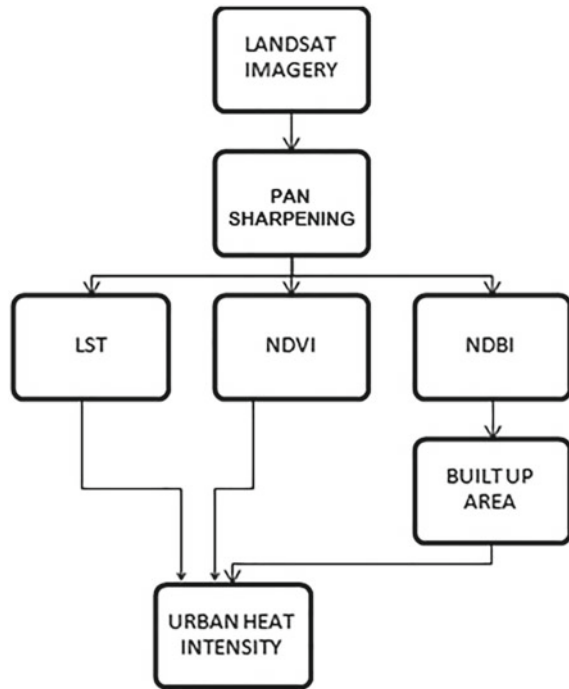 LANDSAT
IMAGERY
PAN
SHARPENING
LST
NDVI
NDBI
BUILT UP
AREA
URBAN HEAT
INTENSITY